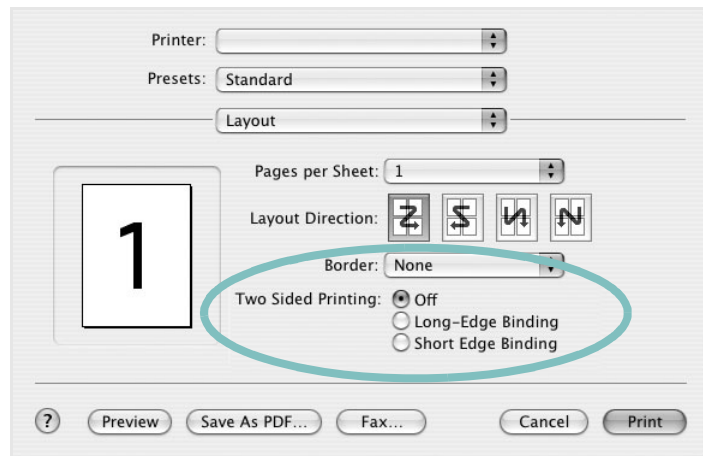 Printer:
Presets: Standard
Layout
Pages per Sheet: 1
Layout Direction:
1
Border: None
Two Sided Printing: Off
Long-Edge Binding
Short Edge Binding
? Preview Save As PDF... Fax... Cancel Print